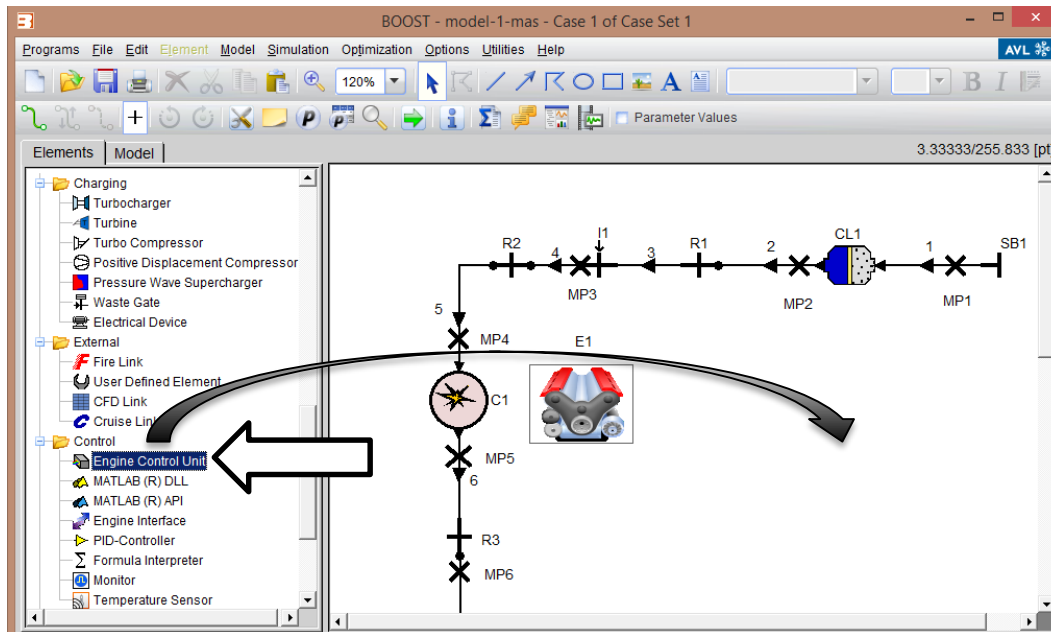 BOOST - model-1-mas - Case 1 of Case Set 1
Programs File Edit Element Model Simulation Optimization Options Utilities Help
AVL
120%
A
B I
P P i Σ Parameter Values
Elements Model
3.33333/255.833 [pt
Charging
Turbocharger
Turbine
Turbo Compressor
Positive Displacement Compressor
Pressure Wave Supercharger
Waste Gate
Electrical Device
External
Fire Link
User Defined Element
CFD Link
Cruise Lin
Control
Engine Control Unit
MATLAB (R) DLL
MATLAB (R) API
Engine Interface
PID-Controller
Formula Interpreter
Monitor
Temperature Sensor
R2 4 I1 3 R1 2 CL1 1 SB1
MP3 MP2 MP1
5
MP4 E1
C1
MP5
6
R3
MP6